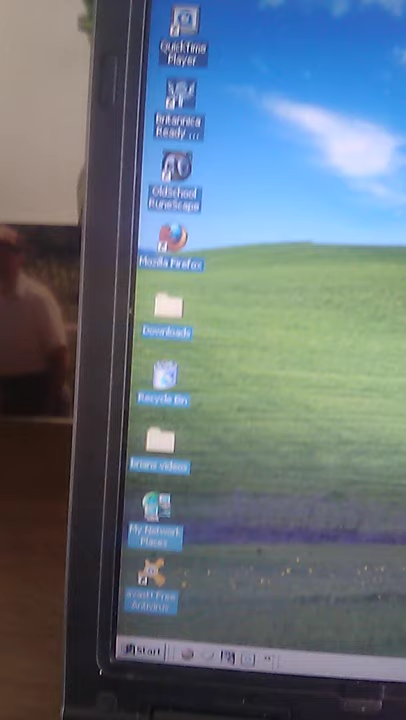 QuickTime
Player
Britannica
Ready ...
OldSchool
RuneScape
Mozilla Firefox
Downloads
Recycle Bin
brians videos
My Network
Places
avast! Free
Antivirus
Start